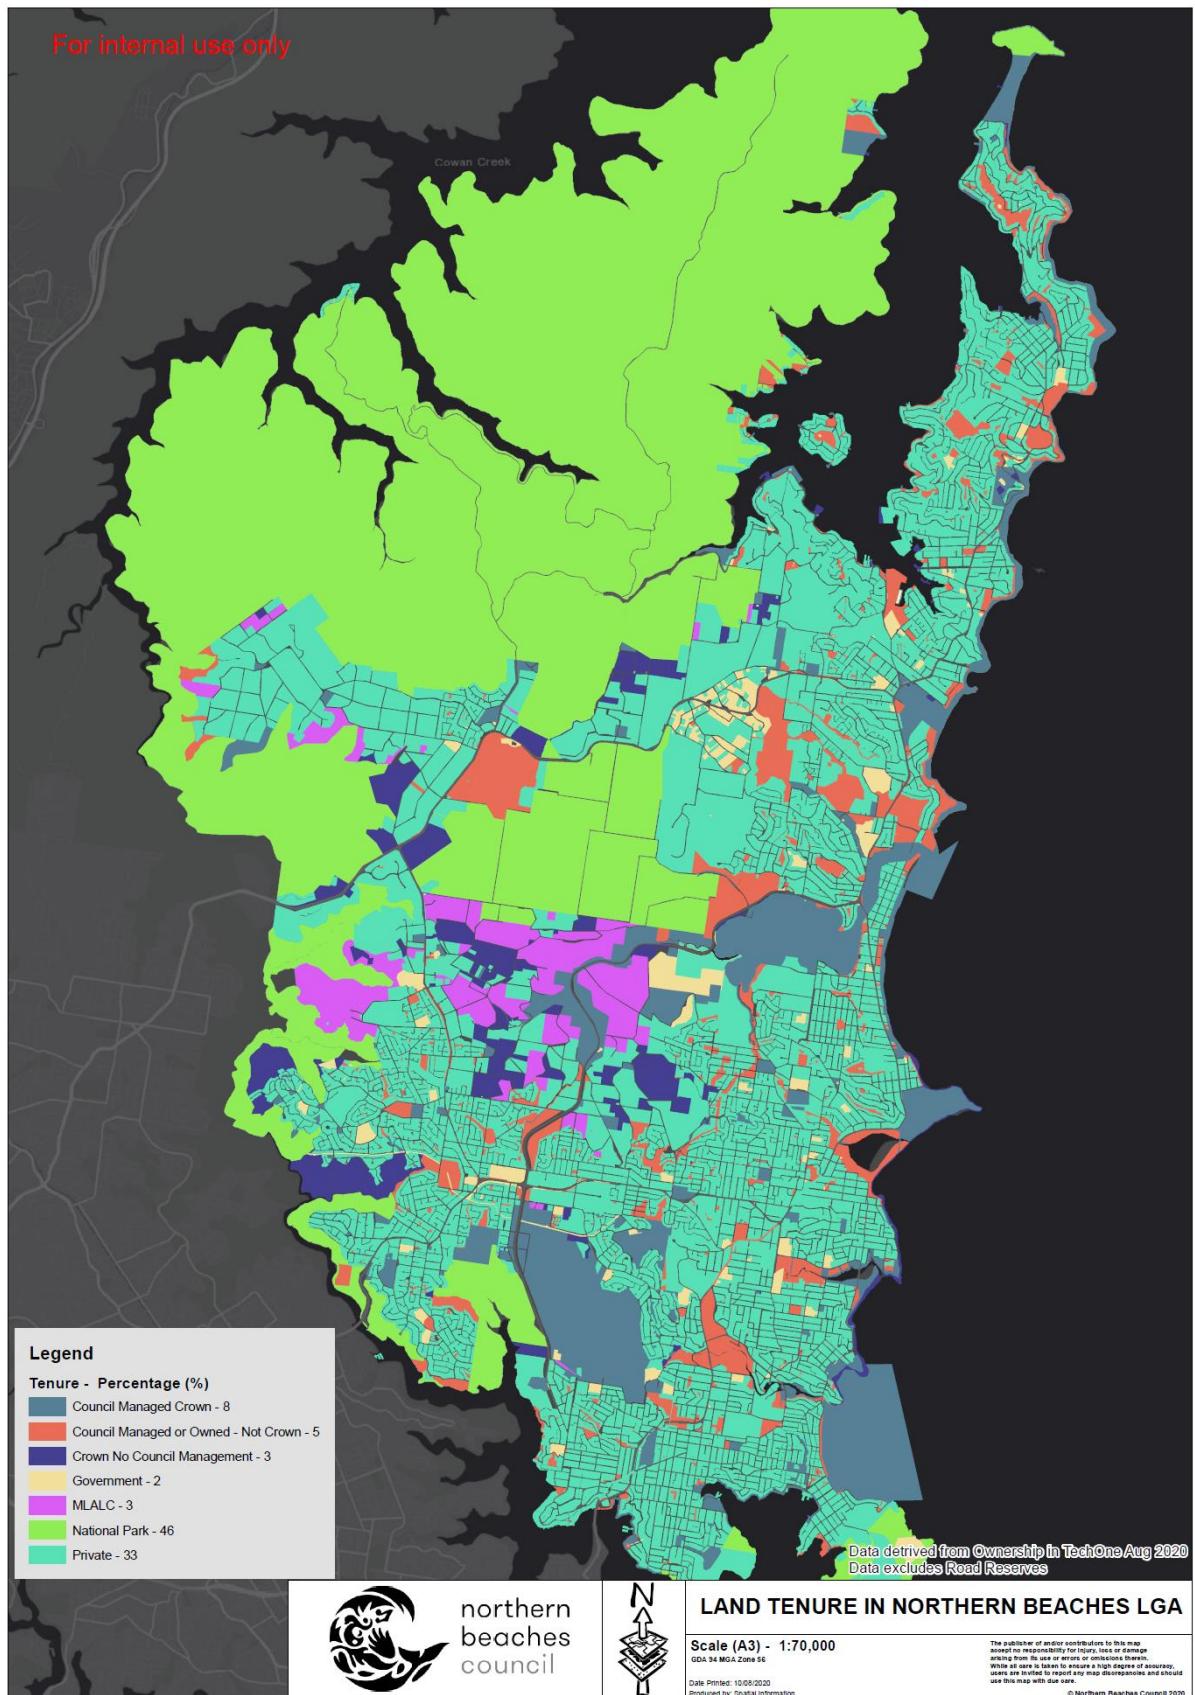 For internal use only
Cowan Creek
Legend
Tenure - Percentage (%)
Council Managed Crown - 8
Council Managed or Owned - Not Crown - 5
Crown No Council Management - 3
Government - 2
MLALC - 3
National Park - 46
Private - 33
Data detrived from Ownership in TechOne Aug 2020
Data excludes Road Reserves
northern
beaches
council
N
LAND TENURE IN NORTHERN BEACHES LGA
Scale (A3) - 1:70,000
GDA 94 MGA Zone 56
Date Printed: 10/08/2020
Produced by: Spatial Information
The publisher of and/or contributors to this map
accept no responsibility for injury, loss or damage
arising from its use or errors or omissions therein.
While all care is taken to ensure a high degree of accuracy,
users are invited to report any map discrepancies and should
use this map with due care.
© Northern Beaches Council 2020